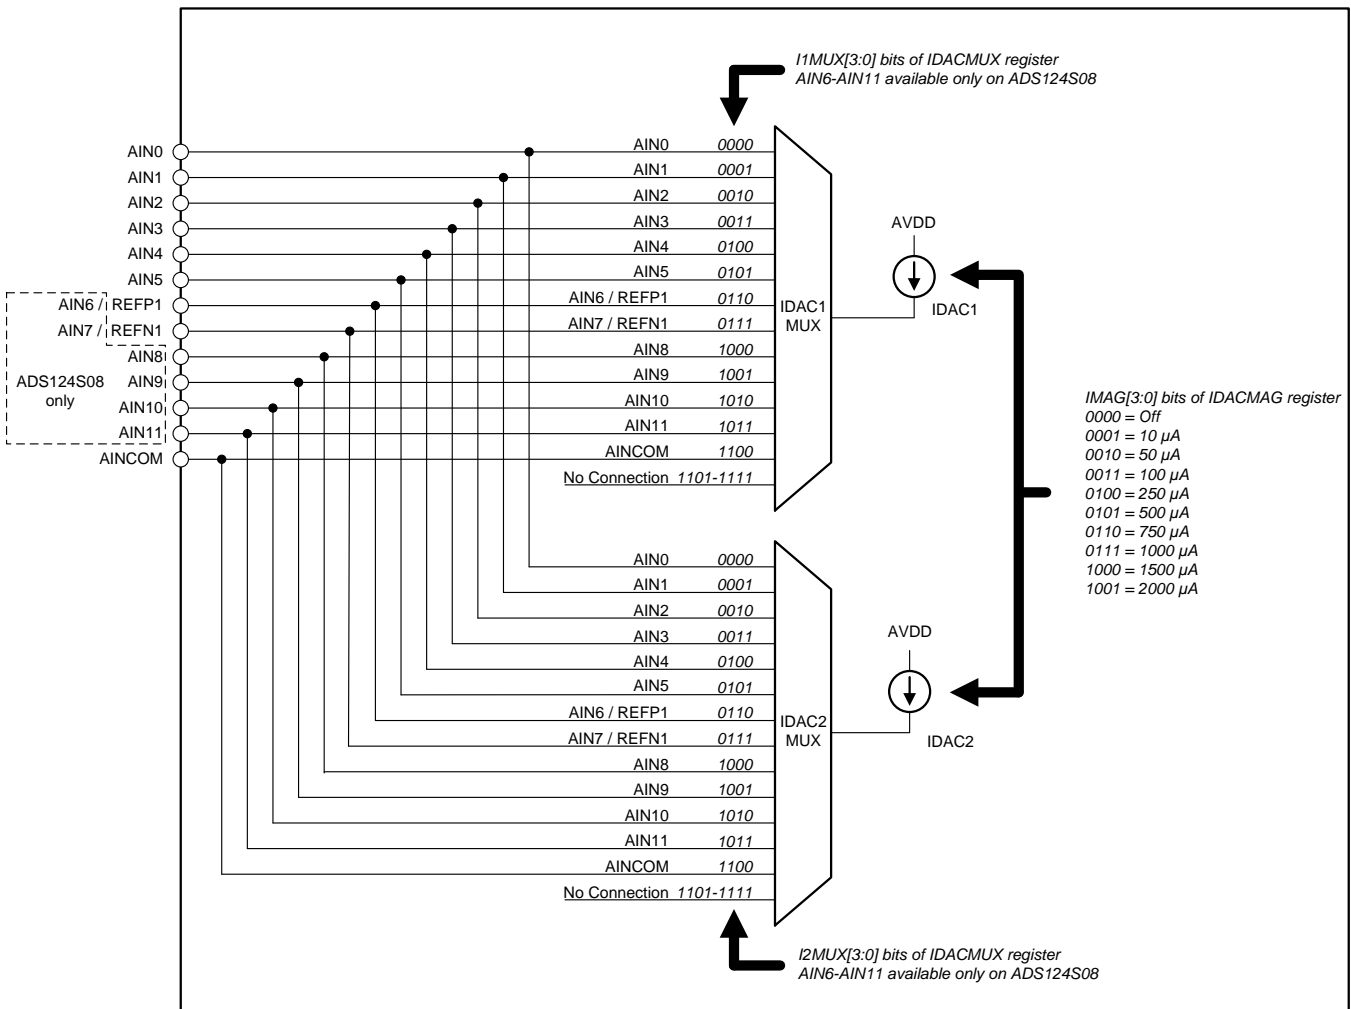 I1MUX[3:0] bits of IDACMUX register
AIN6-AIN11 available only on ADS124S08
AIN0
AIN1
AIN2
AIN3
AIN4
AIN5
AIN6 / REFP1
AIN7 / REFN1
AIN8
AIN9
AIN10
AIN11
AINCOM
ADS124S08
only
AIN0 0000
AIN1 0001
AIN2 0010
AIN3 0011
AIN4 0100
AIN5 0101
AIN6 / REFP1 0110
AIN7 / REFN1 0111
AIN8 1000
AIN9 1001
AIN10 1010
AIN11 1011
AINCOM 1100
No Connection 1101-1111
IDAC1
MUX
AVDD
IDAC1
IMAG[3:0] bits of IDACMAG register
0000 = Off
0001 = 10 μA
0010 = 50 μA
0011 = 100 μA
0100 = 250 μA
0101 = 500 μA
0110 = 750 μA
0111 = 1000 μA
1000 = 1500 μA
1001 = 2000 μA
AIN0 0000
AIN1 0001
AIN2 0010
AIN3 0011
AIN4 0100
AIN5 0101
AIN6 / REFP1 0110
AIN7 / REFN1 0111
AIN8 1000
AIN9 1001
AIN10 1010
AIN11 1011
AINCOM 1100
No Connection 1101-1111
IDAC2
MUX
AVDD
IDAC2
I2MUX[3:0] bits of IDACMUX register
AIN6-AIN11 available only on ADS124S08